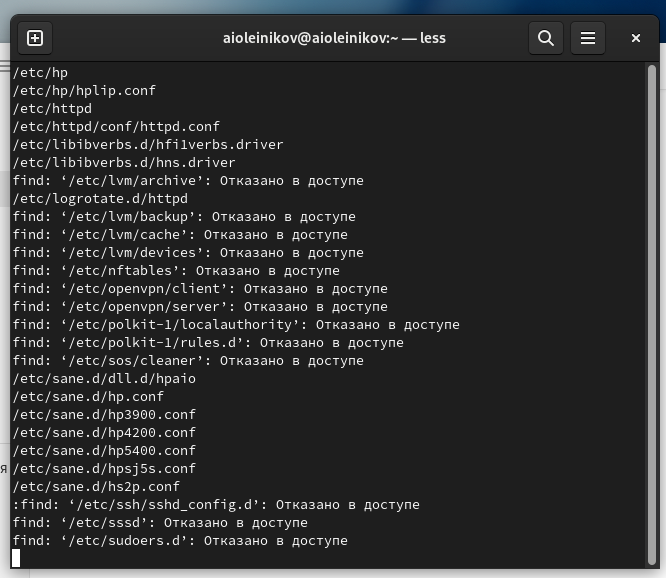 aioleinikov@aioleinikov:~ — less
/etc/hp
/etc/hp/hplip.conf
/etc/httpd
/etc/httpd/conf/httpd.conf
/etc/libibverbs.d/hfi1verbs.driver
/etc/libibverbs.d/hns.driver
find: ‘/etc/lvm/archive’: Отказано в доступе
/etc/logrotate.d/httpd
find: ‘/etc/lvm/backup’: Отказано в доступе
find: ‘/etc/lvm/cache’: Отказано в доступе
find: ‘/etc/lvm/devices’: Отказано в доступе
find: ‘/etc/nftables’: Отказано в доступе
find: ‘/etc/openvpn/client’: Отказано в доступе
find: ‘/etc/openvpn/server’: Отказано в доступе
find: ‘/etc/polkit-1/localauthority’: Отказано в доступе
find: ‘/etc/polkit-1/rules.d’: Отказано в доступе
find: ‘/etc/sos/cleaner’: Отказано в доступе
/etc/sane.d/dll.d/hpaio
/etc/sane.d/hp.conf
/etc/sane.d/hp3900.conf
/etc/sane.d/hp4200.conf
/etc/sane.d/hp5400.conf
/etc/sane.d/hpsj5s.conf
я
/etc/sane.d/hs2p.conf
:find: ‘/etc/ssh/sshd_config.d’: Отказано в доступе
find: ‘/etc/sssd’: Отказано в доступе
find: ‘/etc/sudoers.d’: Отказано в доступе